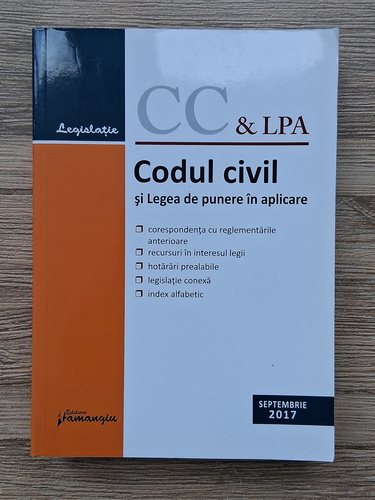 Legislație
CC & LPA
Codul civil
și Legea de punere în aplicare
corespondența cu reglementările
anterioare
recursuri în interesul legii
hotărâri prealabile
legislație conexă
index alfabetic
SEPTEMBRIE
2017
Editura
Hamangiu